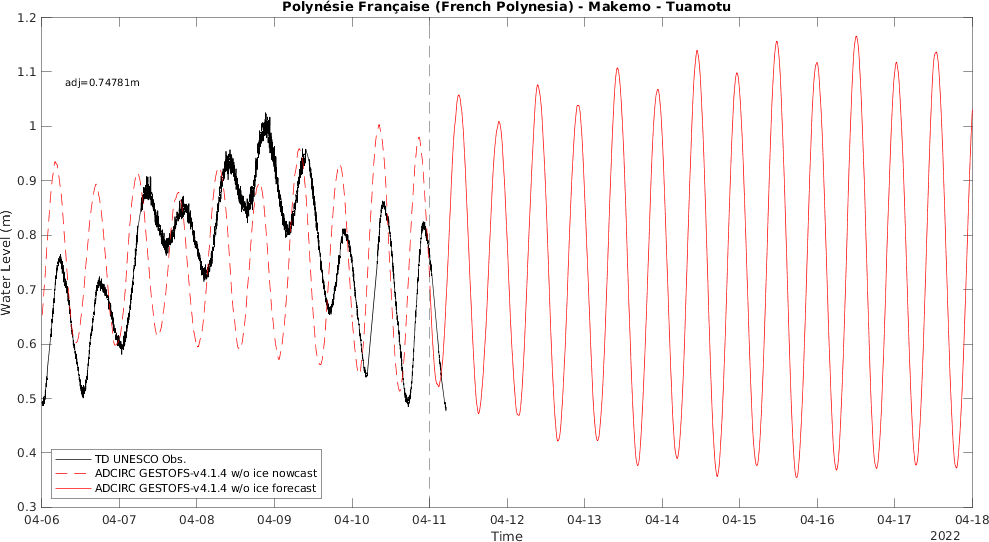 Polynésie Française (French Polynesia) - Makemo - Tuamotu
1.2
1.1
1
0.9
0.8
0.7
0.6
0.5
0.4
0.3
Water Level (m)
adj=0.74781m
TD UNESCO Obs.
ADCIRC GESTOFS-v4.1.4 w/o ice nowcast
ADCIRC GESTOFS-v4.1.4 w/o ice forecast
04-06 04-07 04-08 04-09 04-10 04-11 04-12 04-13 04-14 04-15 04-16 04-17 04-18
Time
2022